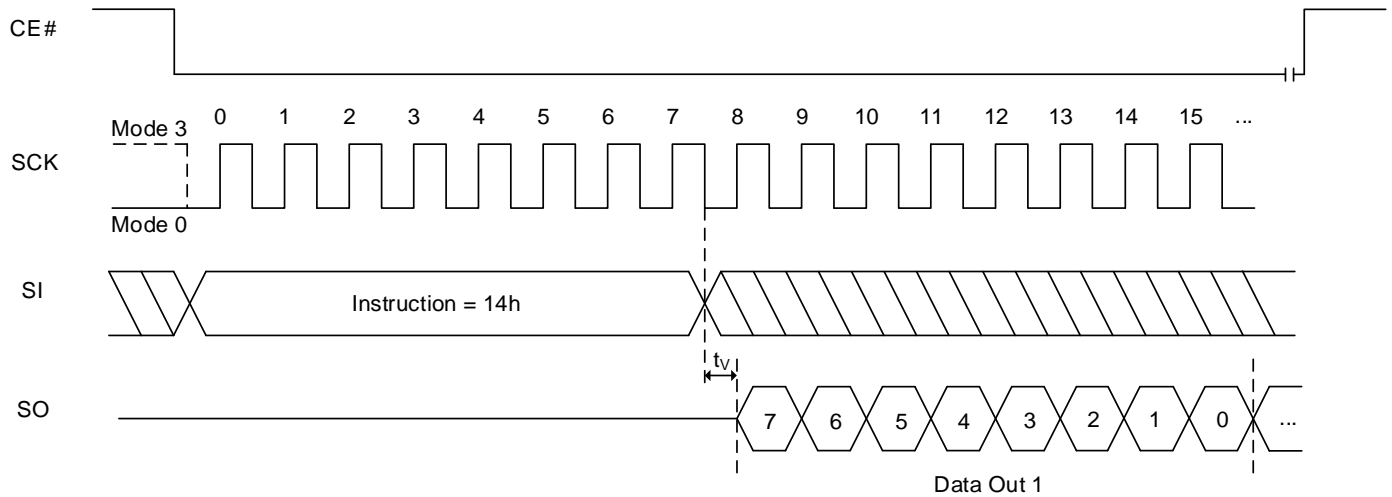 CE#
Mode 3 0 1 2 3 4 5 6 7 8 9 10 11 12 13 14 15 ...
SCK
Mode 0
SI Instruction = 14h
tV
SO 7 6 5 4 3 2 1 0 ...
Data Out 1